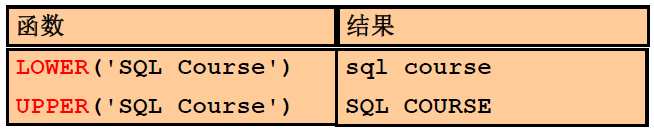 函数 结果
LOWER('SQL Course') sql course
UPPER('SQL Course') SQL COURSE